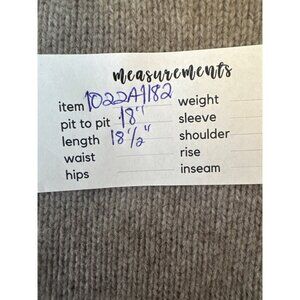 measurements
item 1022A1182 weight
pit to pit 18" sleeve
length 18 1/2" shoulder
waist rise
hips inseam